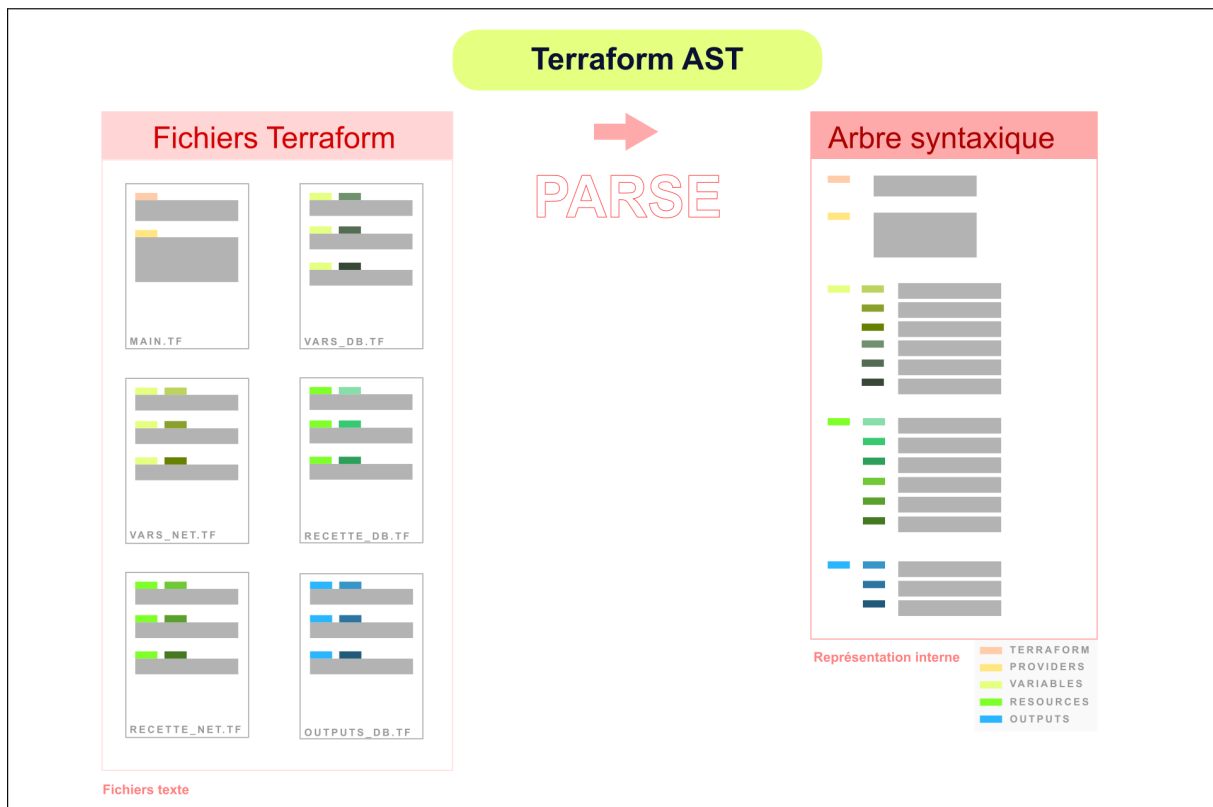 Terraform AST
Fichiers Terraform
PARSE
Arbre syntaxique
MAIN.TF
VARS_DB.TF
VARS_NET.TF
RECETTE_DB.TF
RECETTE_NET.TF
OUTPUTS_DB.TF
Fichiers texte
Représentation interne
TERRAFORM
PROVIDERS
VARIABLES
RESOURCES
OUTPUTS